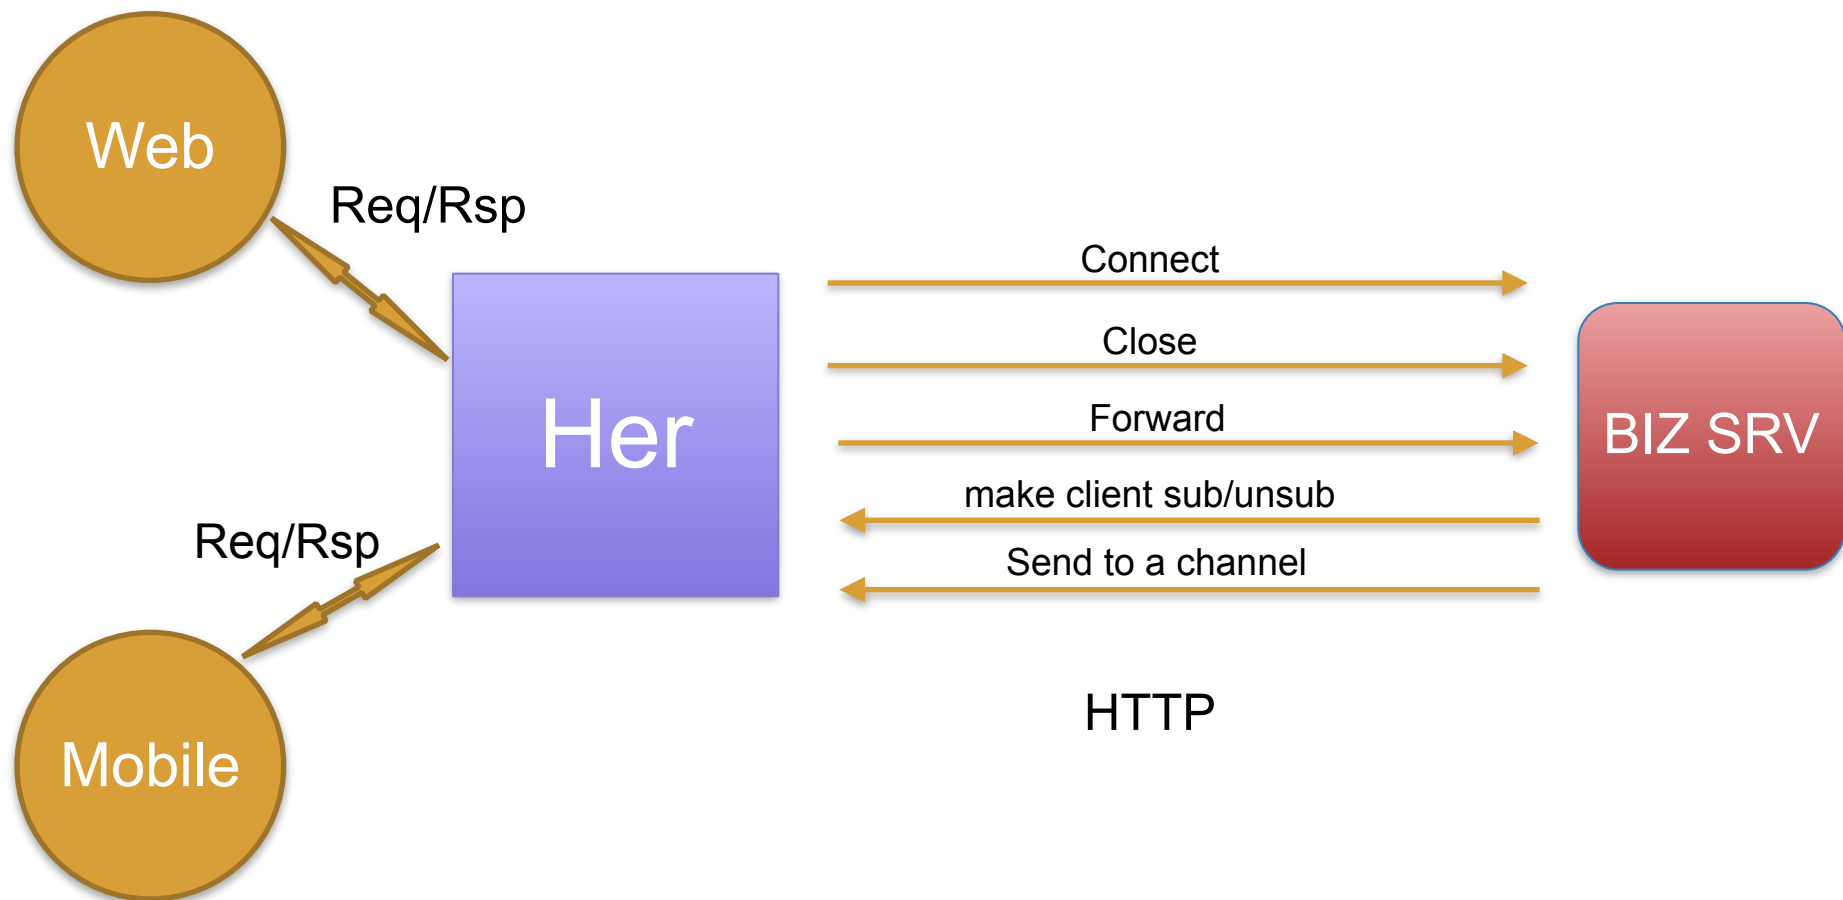 Web
Req/Rsp
Connect
Close
Forward
Her
BIZ SRV
make client sub/unsub
Req/Rsp
Send to a channel
HTTP
Mobile